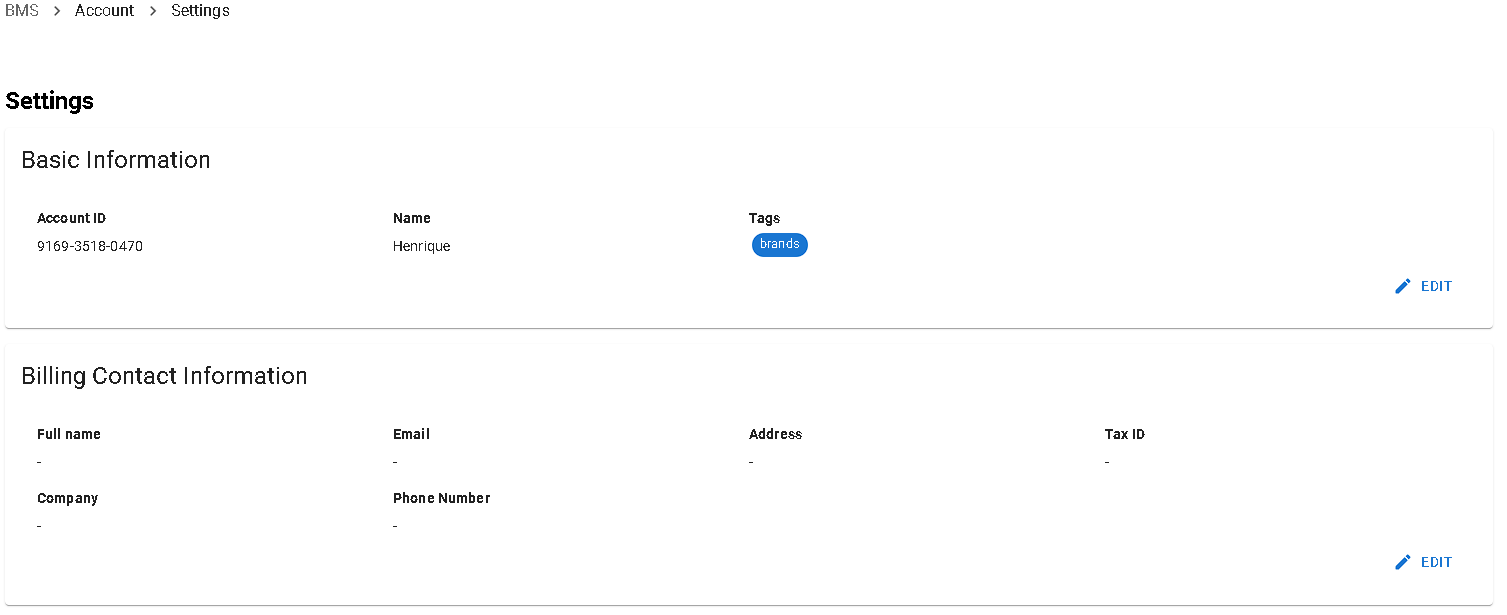 BMS > Account > Settings
Settings
Basic Information
Account ID Name Tags
9169-3518-0470 Henrique brands
EDIT
Billing Contact Information
Full name Email Address Tax ID
- - - -
Company Phone Number
- -
EDIT